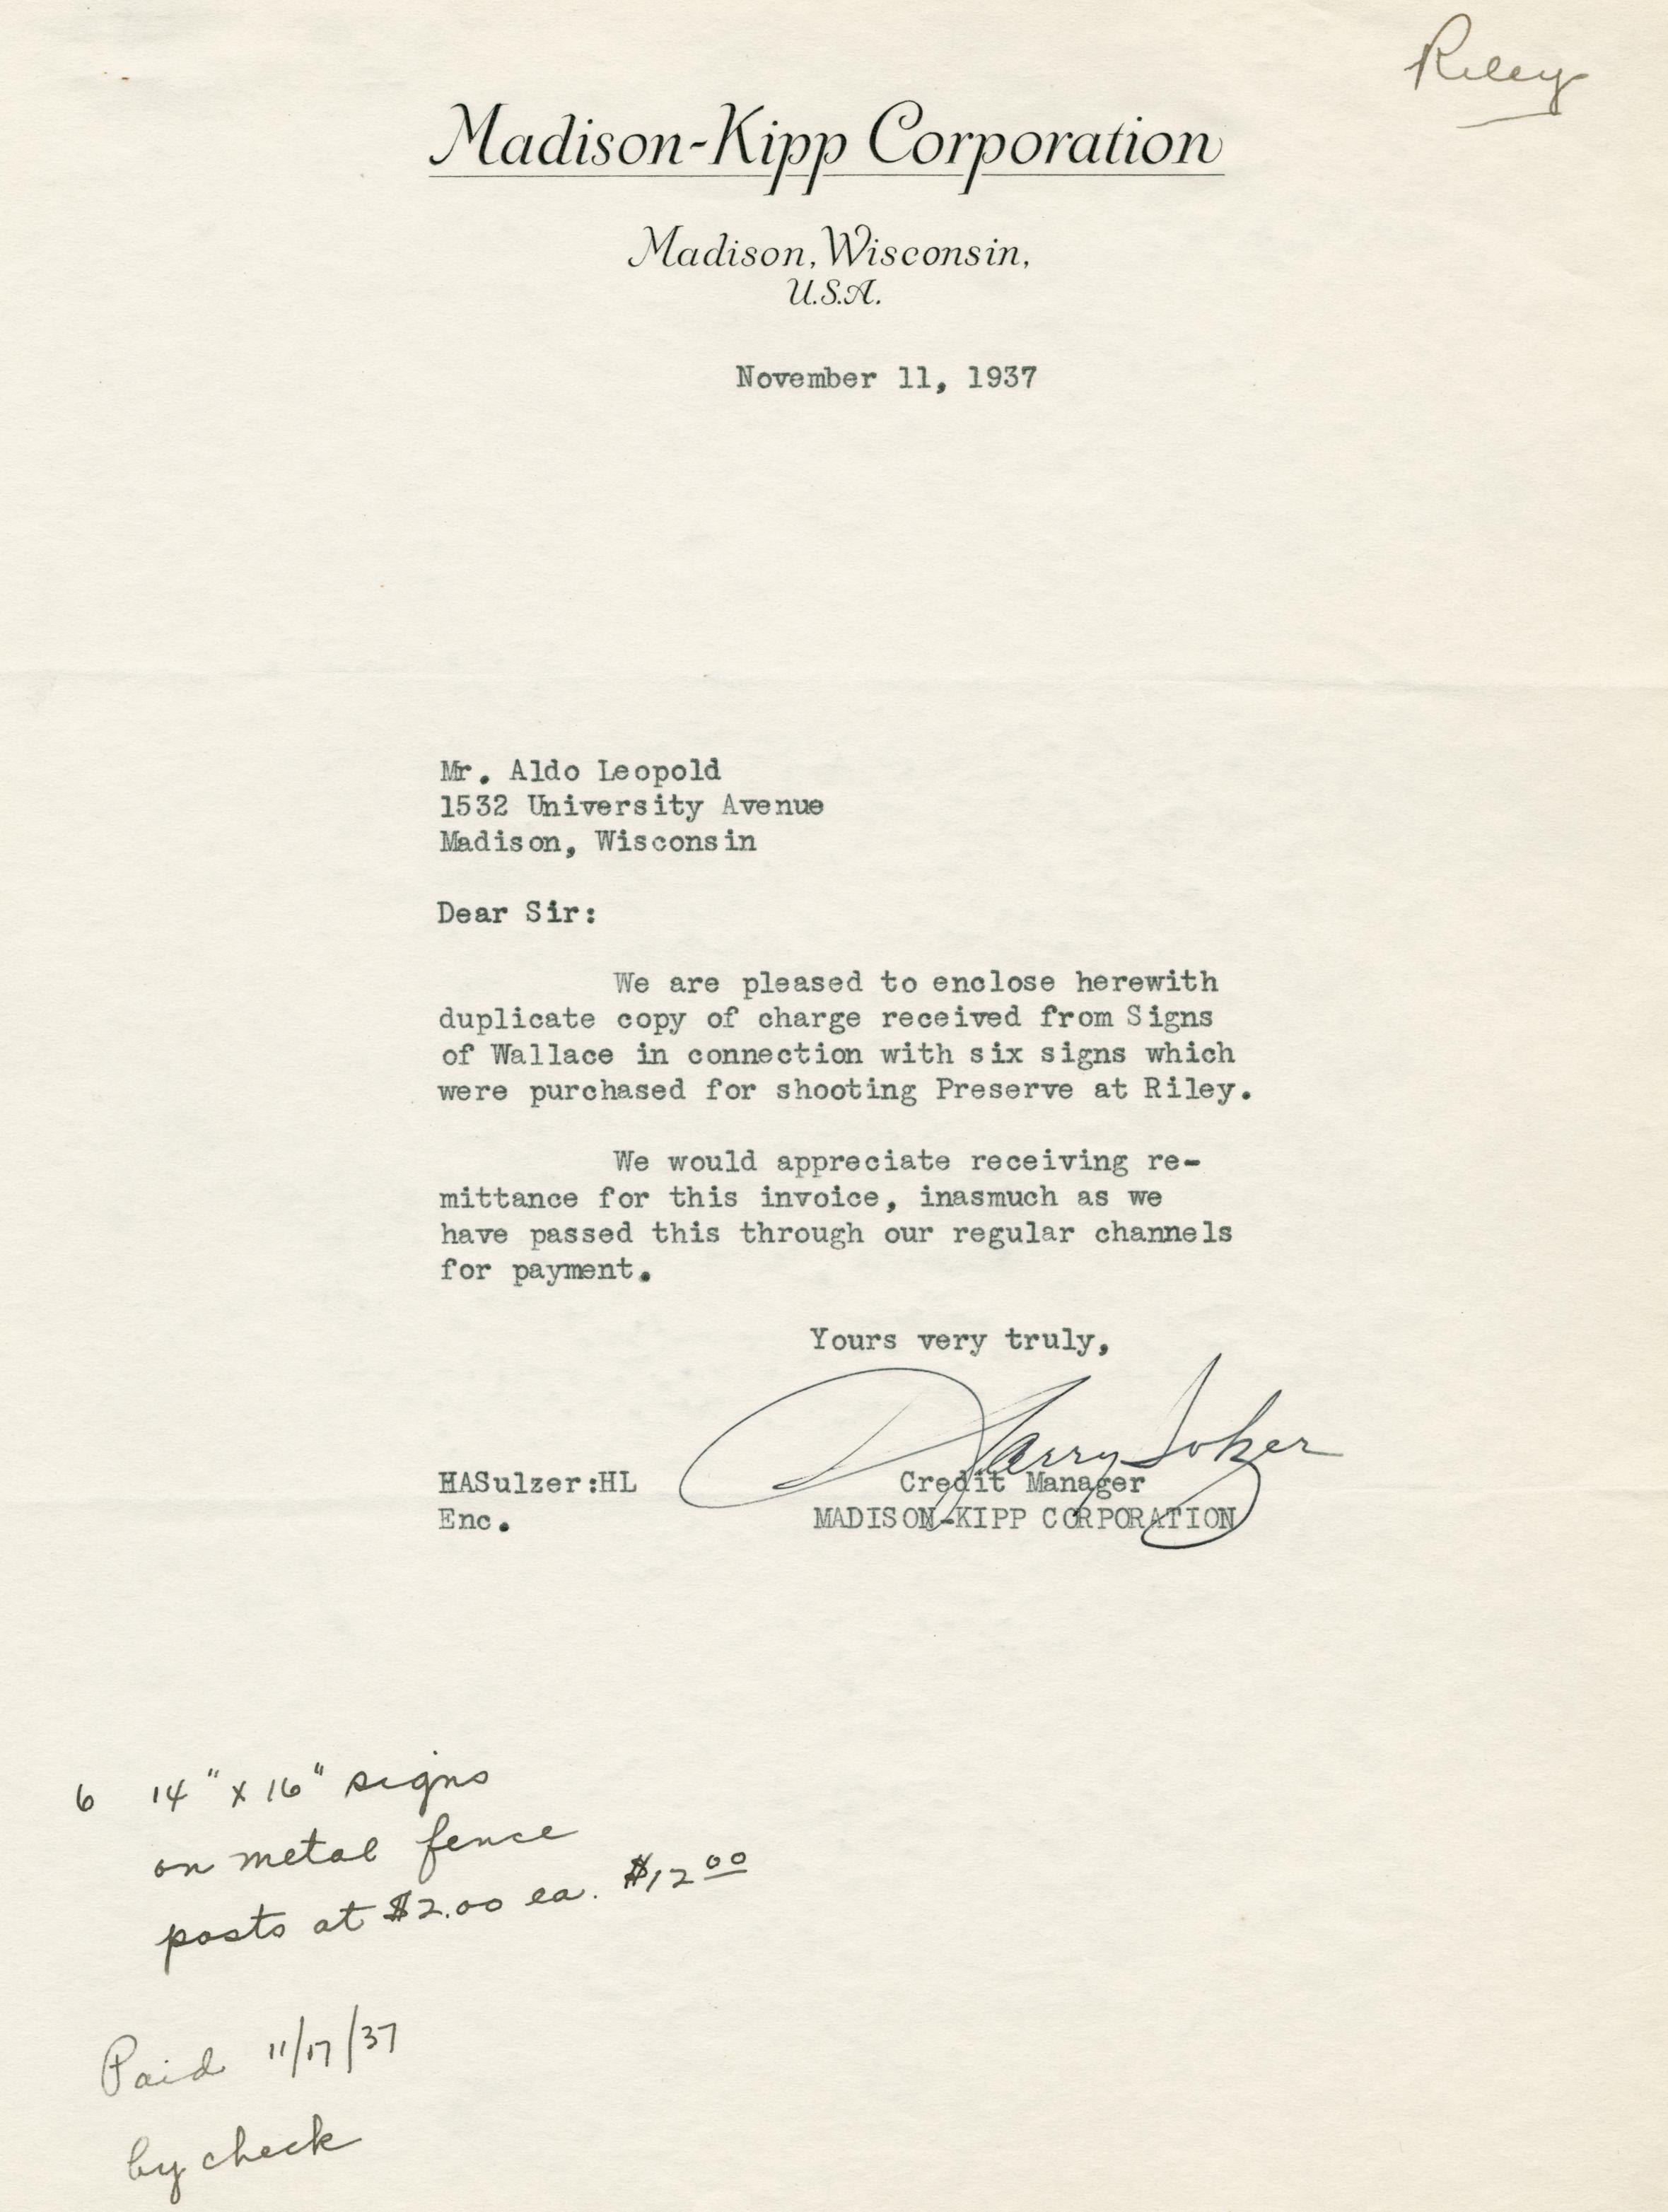 Riley
Madison-Kipp Corporation
Madison, Wisconsin,
U.S.A.
November 11, 1937
Mr. Aldo Leopold
1532 University Avenue
Madison, Wisconsin
Dear Sir:
We are pleased to enclose herewith
duplicate copy of charge received from Signs
of Wallace in connection with six signs which
were purchased for shooting Preserve at Riley.
We would appreciate receiving re-
mittance for this invoice, inasmuch as we
have passed this through our regular channels
for payment.
Yours very truly,
Harry
HASulzer:HL
Credit Manager
Enc.
MADISON-KIPP CORPORATION
6 14" x 16" signs
on metal fence
posts at $2.00 ea. $12 00
Paid 11/17/37
by check